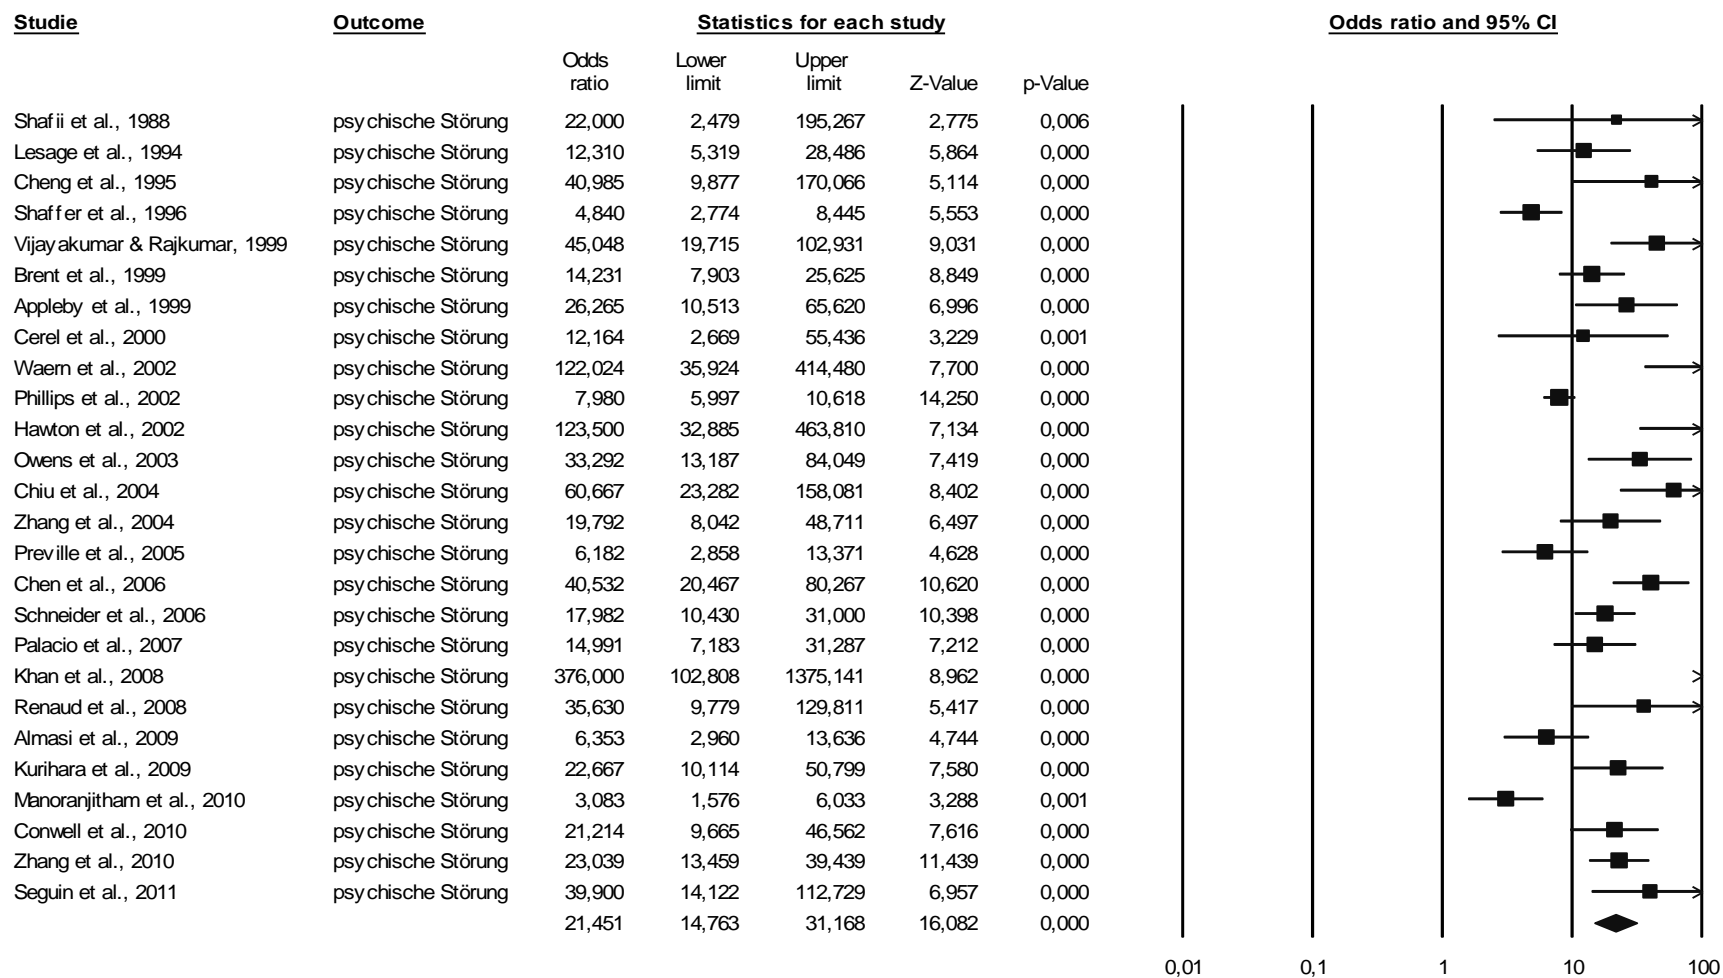 Studie Outcome Statistics for each study Odds ratio and 95% CI
Odds Lower Upper
ratio limit limit Z-Value p-Value
Shafii et al., 1988 psychische Störung 22,000 2,479 195,267 2,775 0,006
Lesage et al., 1994 psychische Störung 12,310 5,319 28,486 5,864 0,000
Cheng et al., 1995 psychische Störung 40,985 9,877 170,066 5,114 0,000
Shaffer et al., 1996 psychische Störung 4,840 2,774 8,445 5,553 0,000
Vijayakumar & Rajkumar, 1999 psychische Störung 45,048 19,715 102,931 9,031 0,000
Brent et al., 1999 psychische Störung 14,231 7,903 25,625 8,849 0,000
Appleby et al., 1999 psychische Störung 26,265 10,513 65,620 6,996 0,000
Cerel et al., 2000 psychische Störung 12,164 2,669 55,436 3,229 0,001
Waern et al., 2002 psychische Störung 122,024 35,924 414,480 7,700 0,000
Phillips et al., 2002 psychische Störung 7,980 5,997 10,618 14,250 0,000
Hawton et al., 2002 psychische Störung 123,500 32,885 463,810 7,134 0,000
Owens et al., 2003 psychische Störung 33,292 13,187 84,049 7,419 0,000
Chiu et al., 2004 psychische Störung 60,667 23,282 158,081 8,402 0,000
Zhang et al., 2004 psychische Störung 19,792 8,042 48,711 6,497 0,000
Preville et al., 2005 psychische Störung 6,182 2,858 13,371 4,628 0,000
Chen et al., 2006 psychische Störung 40,532 20,467 80,267 10,620 0,000
Schneider et al., 2006 psychische Störung 17,982 10,430 31,000 10,398 0,000
Palacio et al., 2007 psychische Störung 14,991 7,183 31,287 7,212 0,000
Khan et al., 2008 psychische Störung 376,000 102,808 1375,141 8,962 0,000
Renaud et al., 2008 psychische Störung 35,630 9,779 129,811 5,417 0,000
Almasi et al., 2009 psychische Störung 6,353 2,960 13,636 4,744 0,000
Kurihara et al., 2009 psychische Störung 22,667 10,114 50,799 7,580 0,000
Manoranjitham et al., 2010 psychische Störung 3,083 1,576 6,033 3,288 0,001
Conwell et al., 2010 psychische Störung 21,214 9,665 46,562 7,616 0,000
Zhang et al., 2010 psychische Störung 23,039 13,459 39,439 11,439 0,000
Seguin et al., 2011 psychische Störung 39,900 14,122 112,729 6,957 0,000
21,451 14,763 31,168 16,082 0,000
0,01 0,1 1 10 100